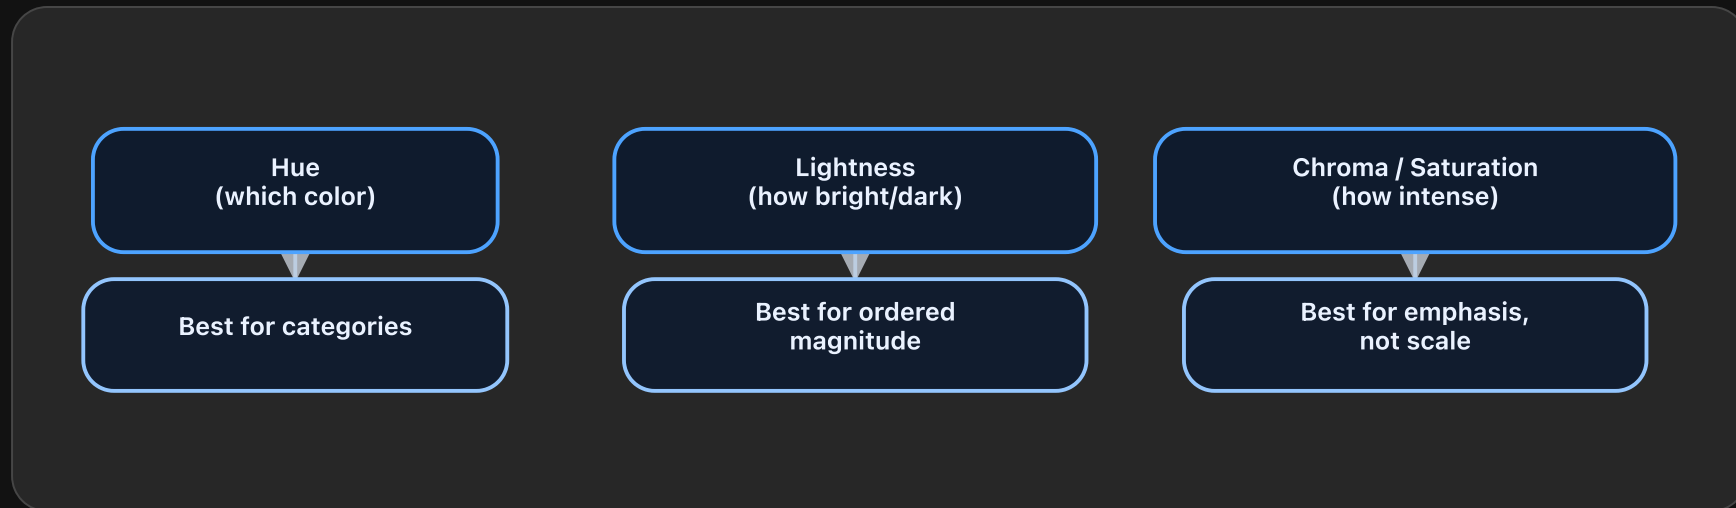 Hue
(which color)
Lightness
(how bright/dark)
Chroma / Saturation
(how intense)
Best for categories
Best for ordered
magnitude
Best for emphasis,
not scale